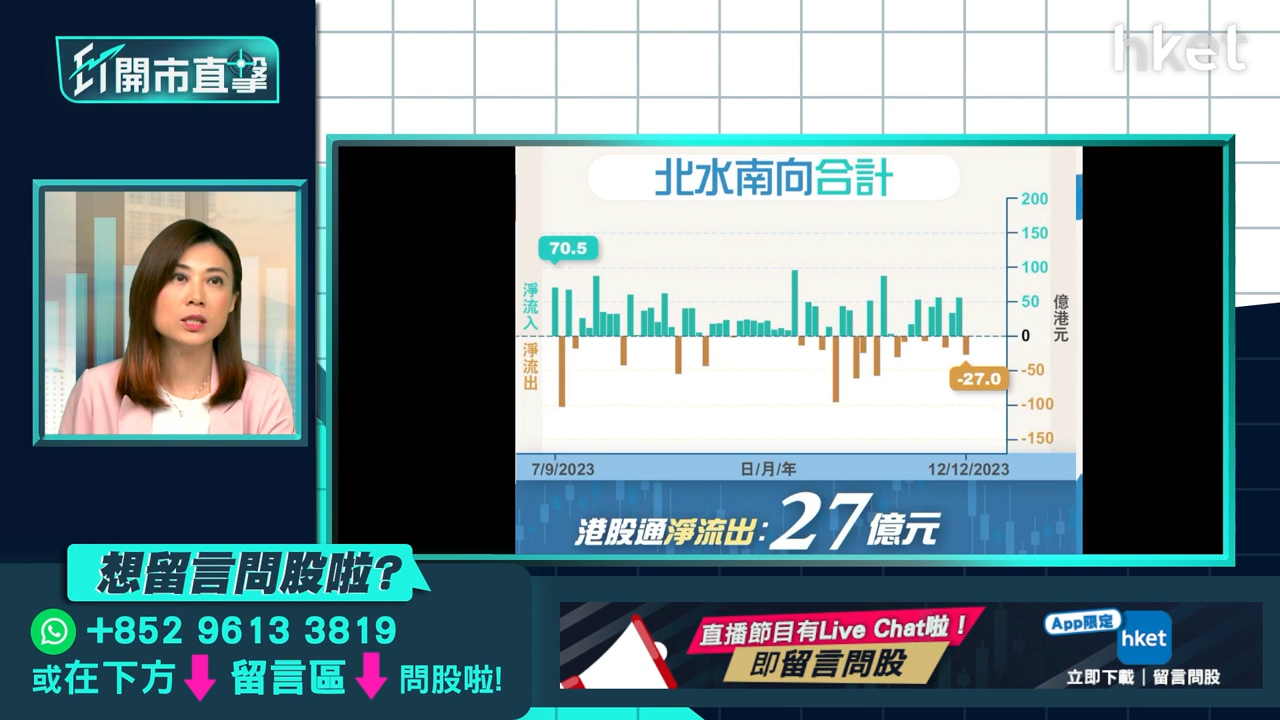 ET開市直擊
hket
北水南向合計
70.5
200
150
100
50
0
-50
-100
-150
淨流入
淨流出
億港元
-27.0
7/9/2023
日/月/年
12/12/2023
港股通淨流出：27億元
想留言問股啦?
+852 9613 3819
或在下方 留言區 問股啦!
直播節目有Live Chat啦！
即留言問股
App限定
hket
立即下載｜留言問股